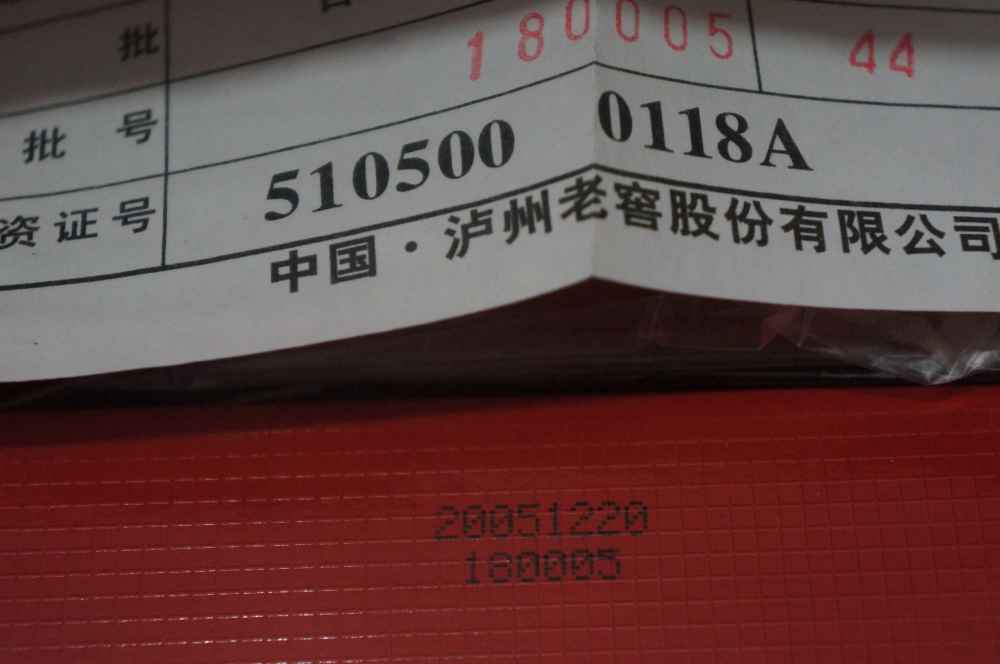 批
180005 44
批 号
510500 0118A
资证号
中国·泸州老窖股份有限公司
20051220
180005